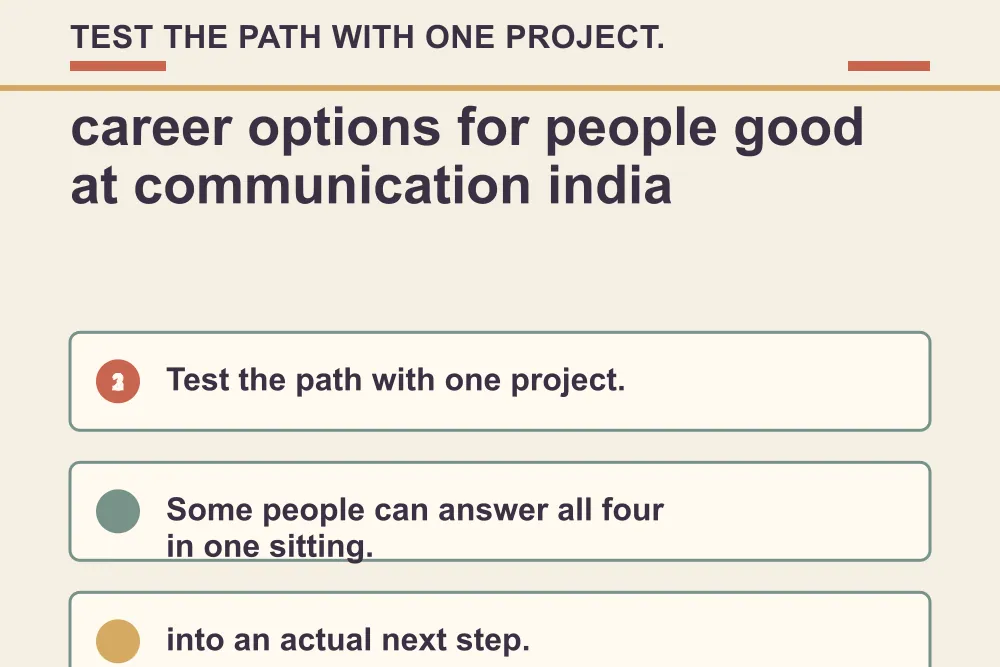 TEST THE PATH WITH ONE PROJECT.
career options for people good
at communication india
Test the path with one project.
Some people can answer all four
in one sitting.
into an actual next step.